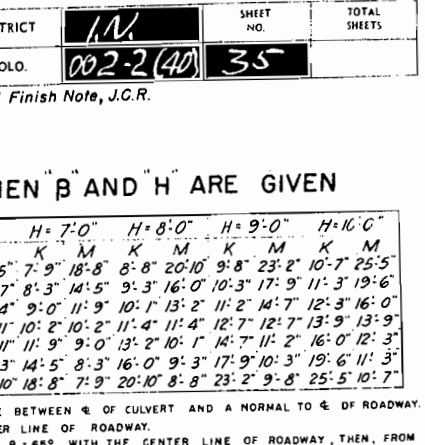 TRICT I.N. SHEET NO. TOTAL SHEETS
OLO. 002-2(40) 35
Finish Note, J.C.R.
EN "β" AND "H" ARE GIVEN
H= 7'-0" H= 8'-0" H= 9'-0" H= 10'-0"
K M K M K M K M
5" 7'-9" 18'-8" 8'-8" 20'-10" 9'-8" 23'-2" 10'-7" 25'-5"
7" 8'-3" 14'-5" 9'-3" 16'-0" 10'-3" 17'-9" 11'-3" 19'-6"
4" 9'-0" 11'-9" 10'-1" 13'-2" 11'-2" 14'-7" 12'-3" 16'-0"
11" 10'-2" 10'-2" 11'-4" 11'-4" 12'-7" 12'-7" 13'-9" 13'-9"
11" 11'-9" 9'-0" 13'-2" 10'-1" 14'-7" 11'-2" 16'-0" 12'-3"
3" 14'-5" 8'-3" 16'-0" 9'-3" 17'-9" 10'-3" 19'-6" 11'-3"
10" 18'-8" 7'-9" 20'-10" 8'-8" 23'-2" 9'-8" 25'-5" 10'-7"
E BETWEEN ℄ OF CULVERT AND A NORMAL TO ℄ OF ROADWAY.
ER LINE OF ROADWAY.
WITH THE CENTER LINE OF ROADWAY, THEN, FROM